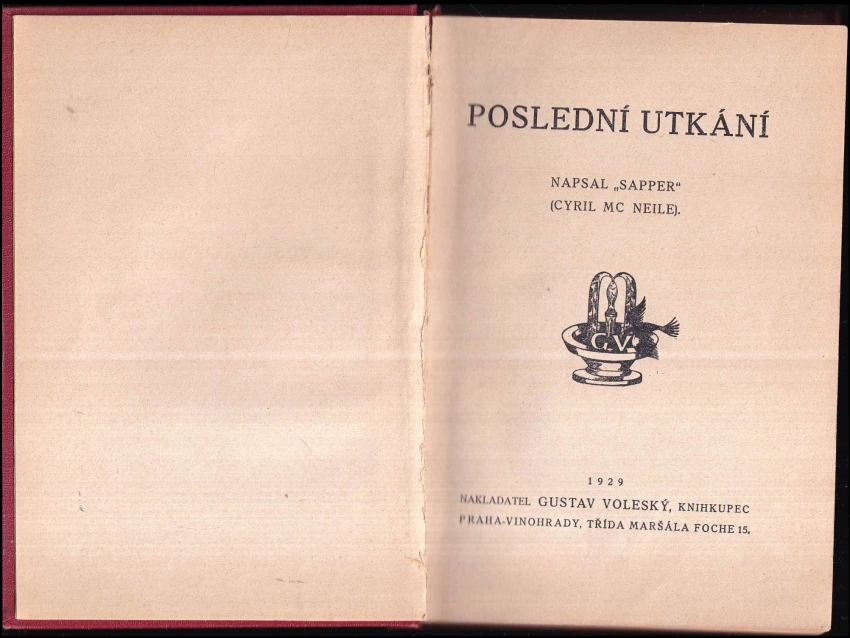 POSLEDNÍ UTKÁNÍ
NAPSAL „SAPPER“
(CYRIL MC NEILE).
G.V.
1929
NAKLADATEL GUSTAV VOLESKÝ, KNIHKUPEC
PRAHA-VINOHRADY, TŘÍDA MARŠÁLA FOCHE 15.